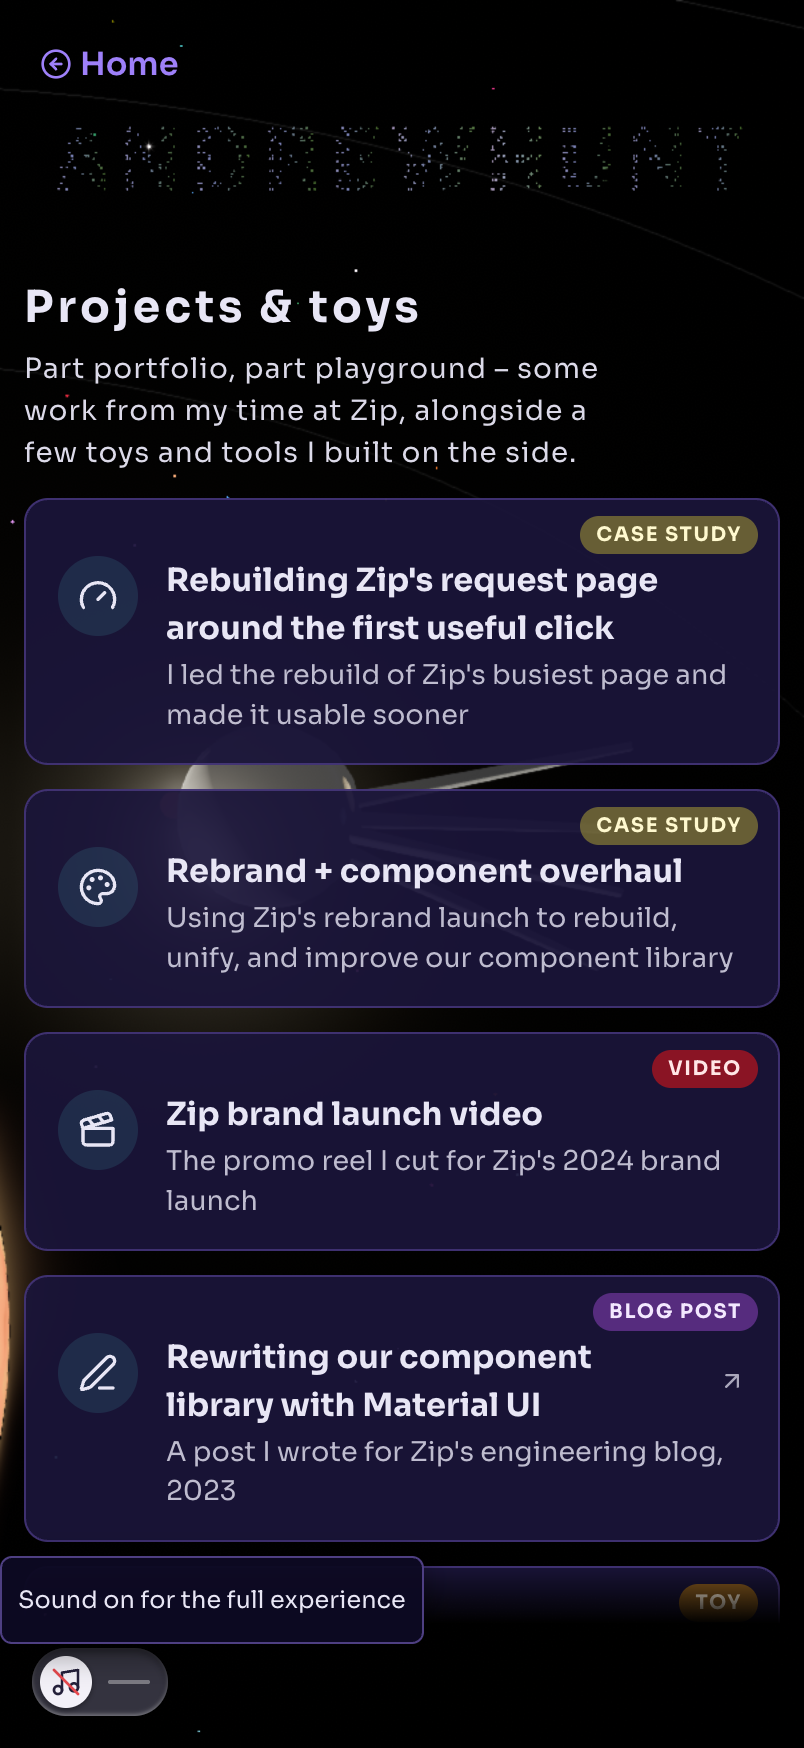 Home
ANDREW HUNT
Projects & toys
Part portfolio, part playground – some
work from my time at Zip, alongside a
few toys and tools I built on the side.
CASE STUDY
Rebuilding Zip's request page
around the first useful click
I led the rebuild of Zip's busiest page and
made it usable sooner
CASE STUDY
Rebrand + component overhaul
Using Zip's rebrand launch to rebuild,
unify, and improve our component library
VIDEO
Zip brand launch video
The promo reel I cut for Zip's 2024 brand
launch
BLOG POST
Rewriting our component
library with Material UI
A post I wrote for Zip's engineering blog,
2023
TOY
Sound on for the full experience